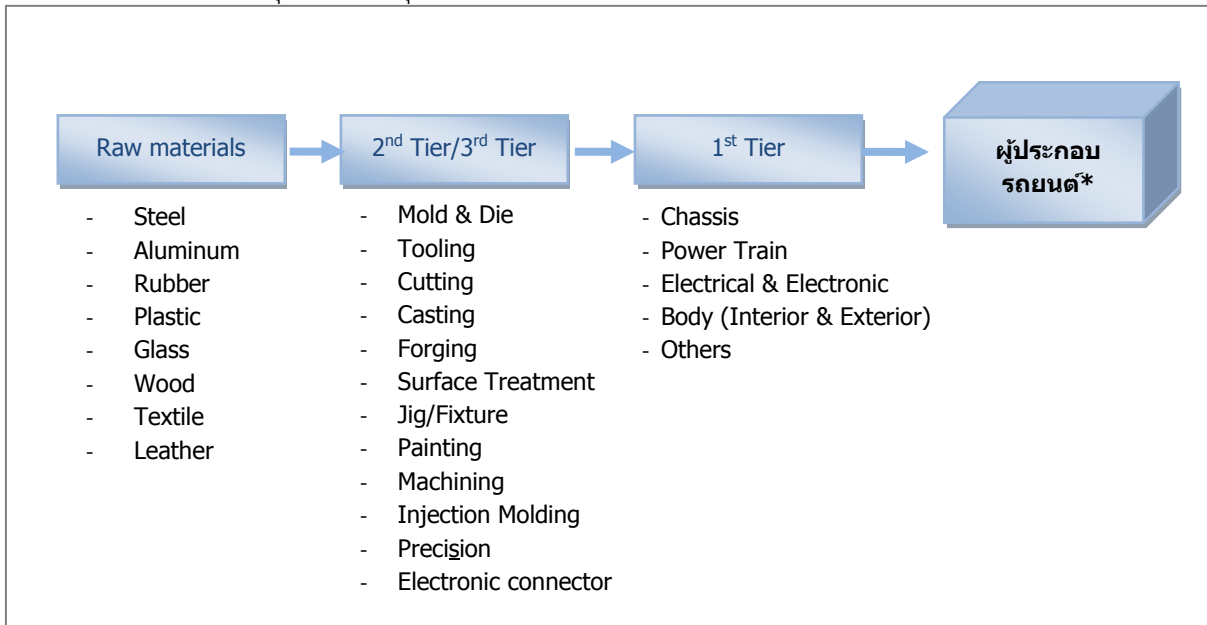 Raw materials
- Steel
- Aluminum
- Rubber
- Plastic
- Glass
- Wood
- Textile
- Leather
2nd Tier/3rd Tier
- Mold & Die
- Tooling
- Cutting
- Casting
- Forging
- Surface Treatment
- Jig/Fixture
- Painting
- Machining
- Injection Molding
- Precision
- Electronic connector
1st Tier
- Chassis
- Power Train
- Electrical & Electronic
- Body (Interior & Exterior)
- Others
ผู้ประกอบ
รถยนต์*